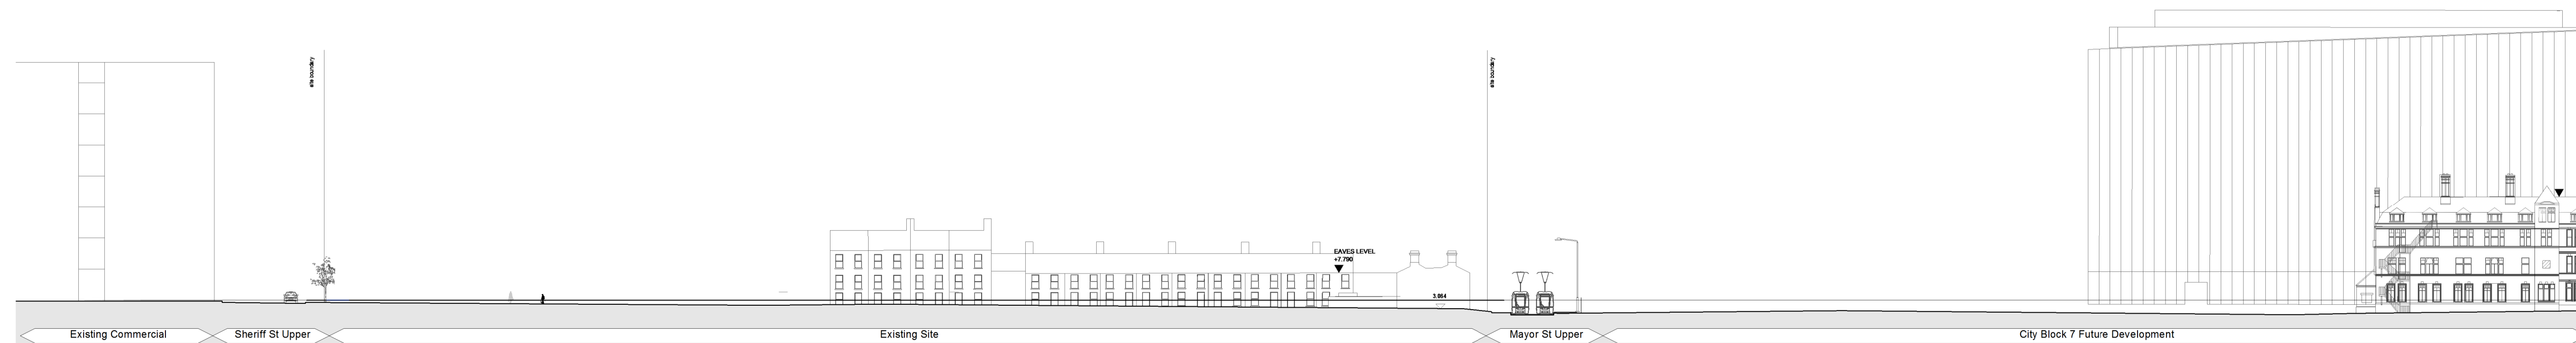 site boundary
site boundary
EAVES LEVEL
+7.790
3.064
Existing Commercial
Sheriff St Upper
Existing Site
Mayor St Upper
City Block 7 Future Development